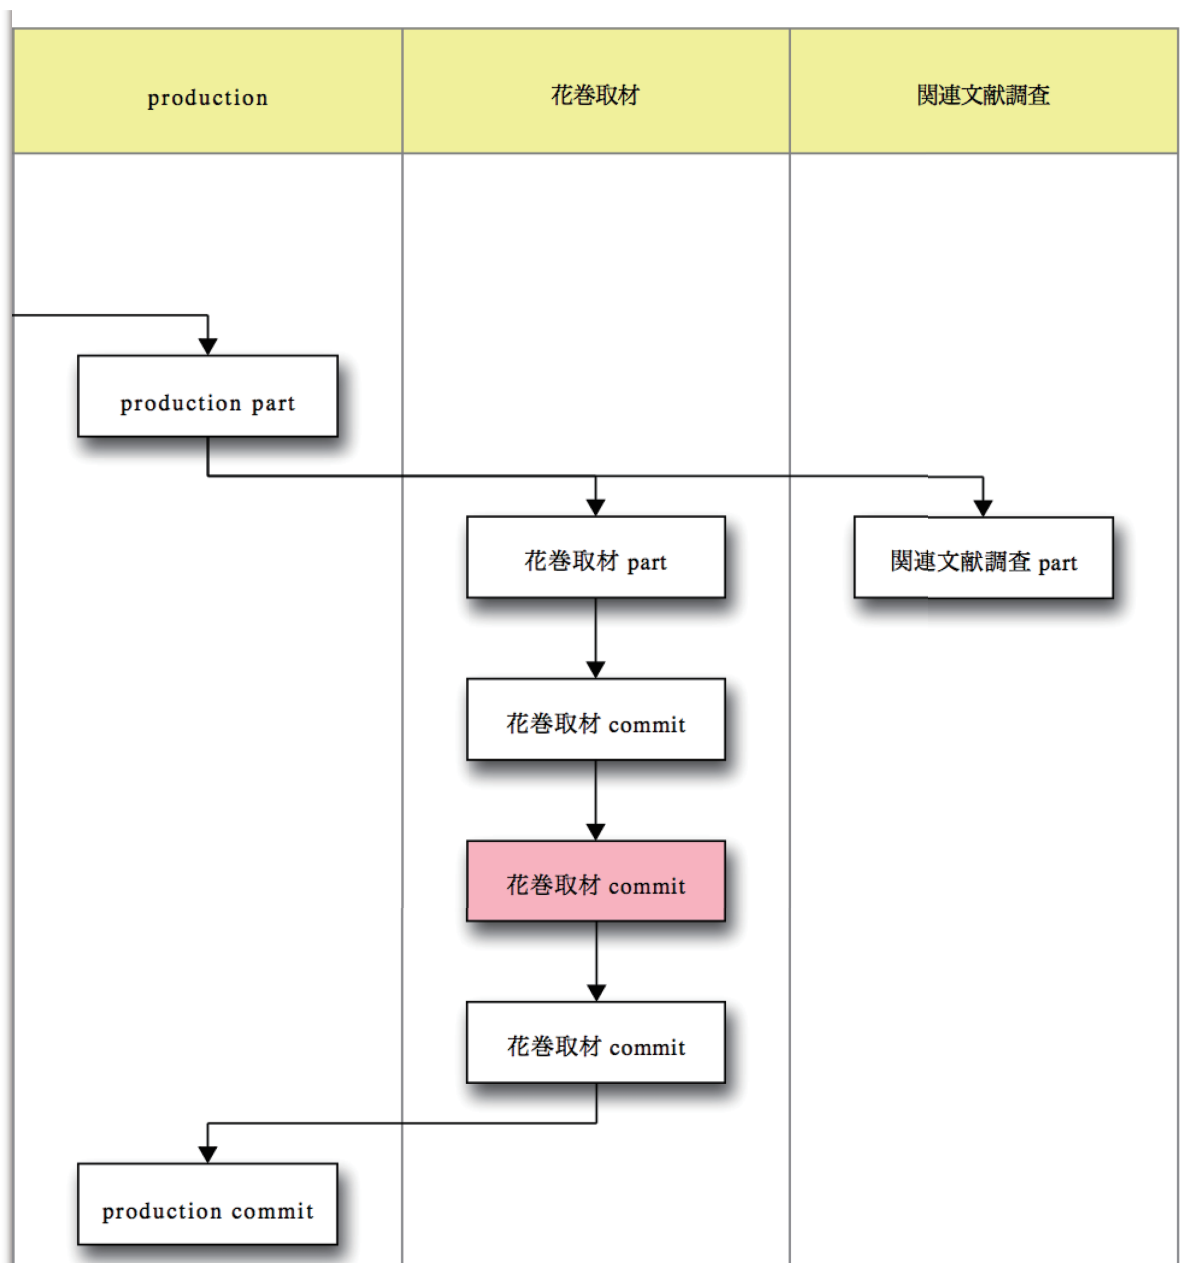 production
花巻取材
関連文献調査
production part
花巻取材 part
関連文献調査 part
花巻取材 commit
花巻取材 commit
花巻取材 commit
production commit